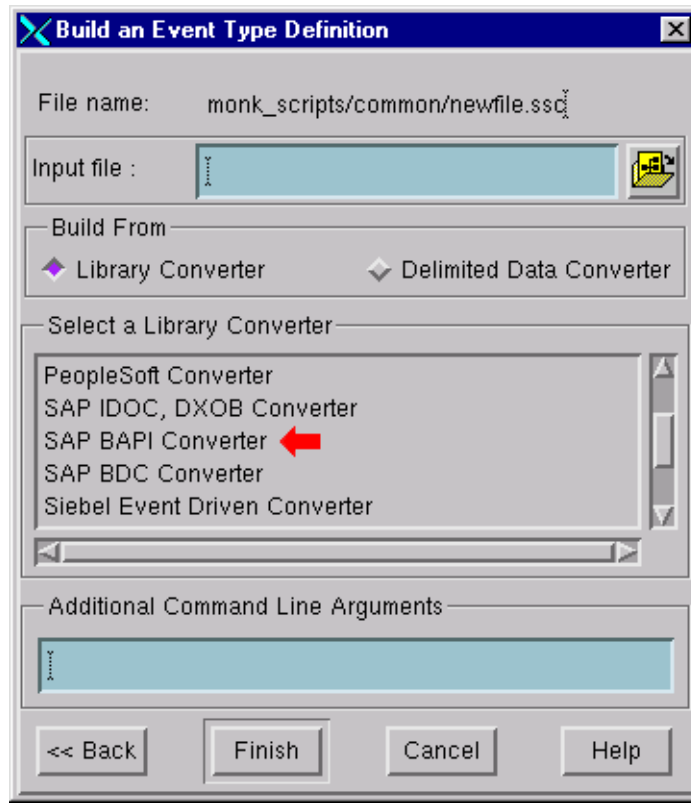 Build an Event Type Definition
File name: monk_scripts/common/newfile.ssc
Input file :
Build From
Library Converter Delimited Data Converter
Select a Library Converter
PeopleSoft Converter
SAP IDOC, DXOB Converter
SAP BAPI Converter
SAP BDC Converter
Siebel Event Driven Converter
Additional Command Line Arguments
<< Back Finish Cancel Help